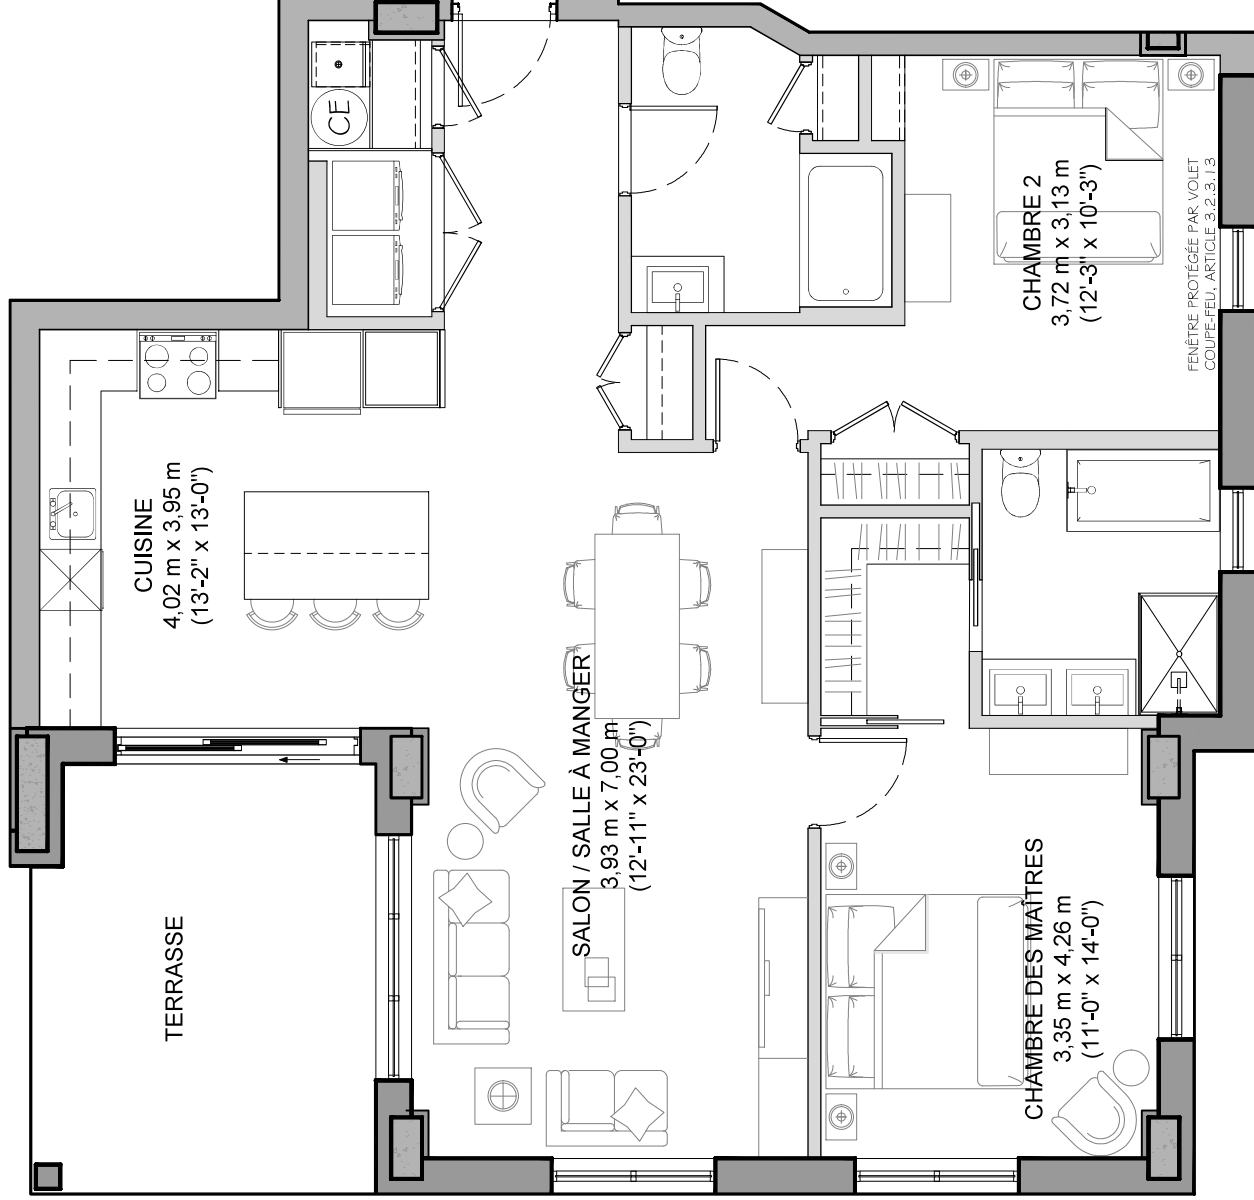 CE
CHAMBRE 2
3,72 m x 3,13 m
(12'-3" x 10'-3")
FENÊTRE PROTÉGÉE PAR VOLET
COUPE-FEU, ARTICLE 3.2.3.13
CUISINE
4,02 m x 3,95 m
(13'-2" x 13'-0")
SALON / SALLE À MANGER
3,93 m x 7,00 m
(12'-11" x 23'-0")
TERRASSE
CHAMBRE DES MAÎTRES
3,35 m x 4,26 m
(11'-0" x 14'-0")